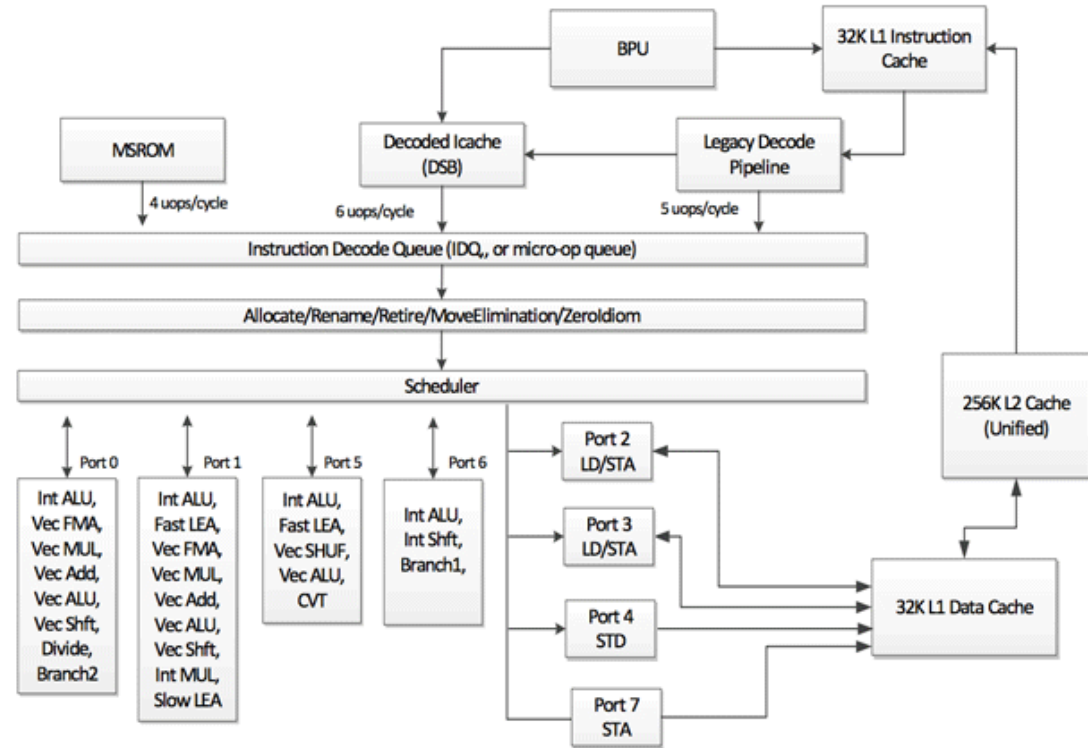 BPU
32K L1 Instruction
Cache
MSROM
Decoded Icache
(DSB)
Legacy Decode
Pipeline
4 uops/cycle
6 uops/cycle
5 uops/cycle
Instruction Decode Queue (IDQ,, or micro-op queue)
Allocate/Rename/Retire/MoveElimination/ZeroIdiom
Scheduler
256K L2 Cache
(Unified)
Port 0
Int ALU,
Vec FMA,
Vec MUL,
Vec Add,
Vec ALU,
Vec Shft,
Divide,
Branch2
Port 1
Int ALU,
Fast LEA,
Vec FMA,
Vec MUL,
Vec Add,
Vec ALU,
Vec Shft,
Int MUL,
Slow LEA
Port 5
Int ALU,
Fast LEA,
Vec SHUF,
Vec ALU,
CVT
Port 6
Int ALU,
Int Shft,
Branch1,
Port 2
LD/STA
Port 3
LD/STA
Port 4
STD
Port 7
STA
32K L1 Data Cache